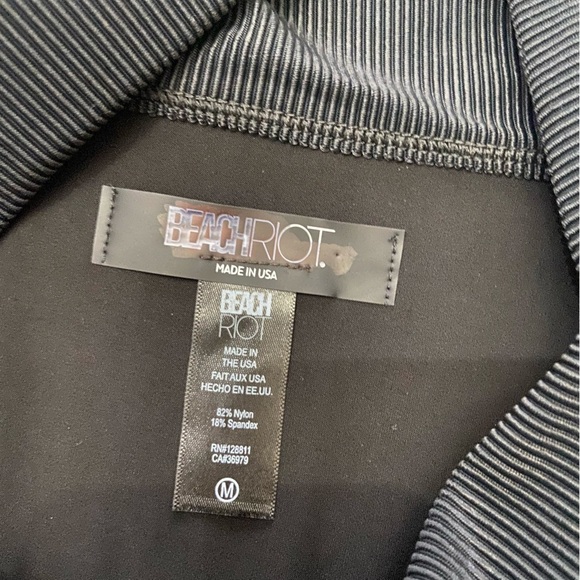 BEACHRIOT.
MADE IN USA
BEACH
RIOT
MADE IN
THE USA
FAIT AUX USA
HECHO EN EE.UU.
82% Nylon
18% Spandex
RN#128811
CA#36979
M